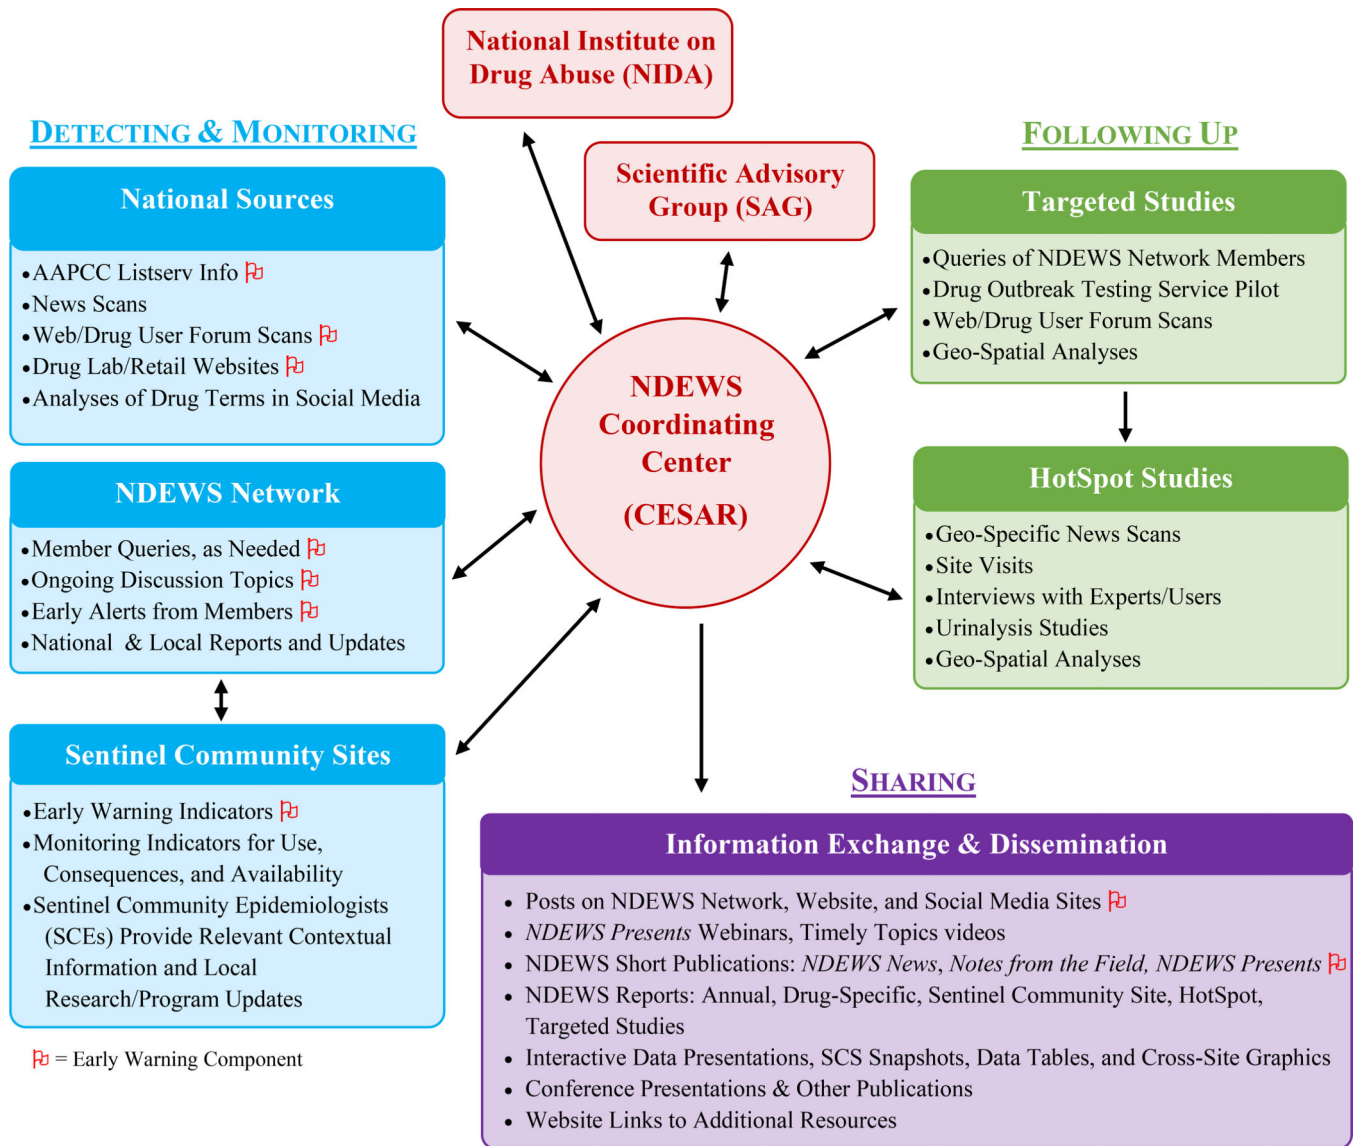 National Institute on
Drug Abuse (NIDA)
DETECTING & MONITORING
FOLLOWING UP
Scientific Advisory
Group (SAG)
National Sources
•AAPCC Listserv Info
•News Scans
•Web/Drug User Forum Scans
•Drug Lab/Retail Websites
•Analyses of Drug Terms in Social Media
Targeted Studies
•Queries of NDEWS Network Members
•Drug Outbreak Testing Service Pilot
•Web/Drug User Forum Scans
•Geo-Spatial Analyses
NDEWS
Coordinating
Center
(CESAR)
NDEWS Network
•Member Queries, as Needed
•Ongoing Discussion Topics
•Early Alerts from Members
•National & Local Reports and Updates
HotSpot Studies
•Geo-Specific News Scans
•Site Visits
•Interviews with Experts/Users
•Urinalysis Studies
•Geo-Spatial Analyses
Sentinel Community Sites
•Early Warning Indicators
•Monitoring Indicators for Use,
Consequences, and Availability
•Sentinel Community Epidemiologists
(SCEs) Provide Relevant Contextual
Information and Local
Research/Program Updates
= Early Warning Component
SHARING
Information Exchange & Dissemination
• Posts on NDEWS Network, Website, and Social Media Sites
• NDEWS Presents Webinars, Timely Topics videos
• NDEWS Short Publications: NDEWS News, Notes from the Field, NDEWS Presents
• NDEWS Reports: Annual, Drug-Specific, Sentinel Community Site, HotSpot,
Targeted Studies
• Interactive Data Presentations, SCS Snapshots, Data Tables, and Cross-Site Graphics
• Conference Presentations & Other Publications
• Website Links to Additional Resources